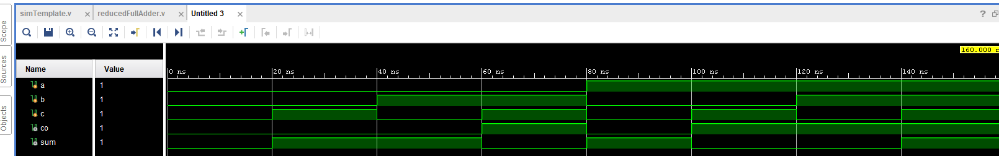 simTemplate.v × reducedFullAdder.v × Untitled 3 ×
?
Scope
Sources
Objects
160.000 n
Name Value
0 ns 20 ns 40 ns 60 ns 80 ns 100 ns 120 ns 140 ns
a 1
b 1
c 1
co 1
sum 1